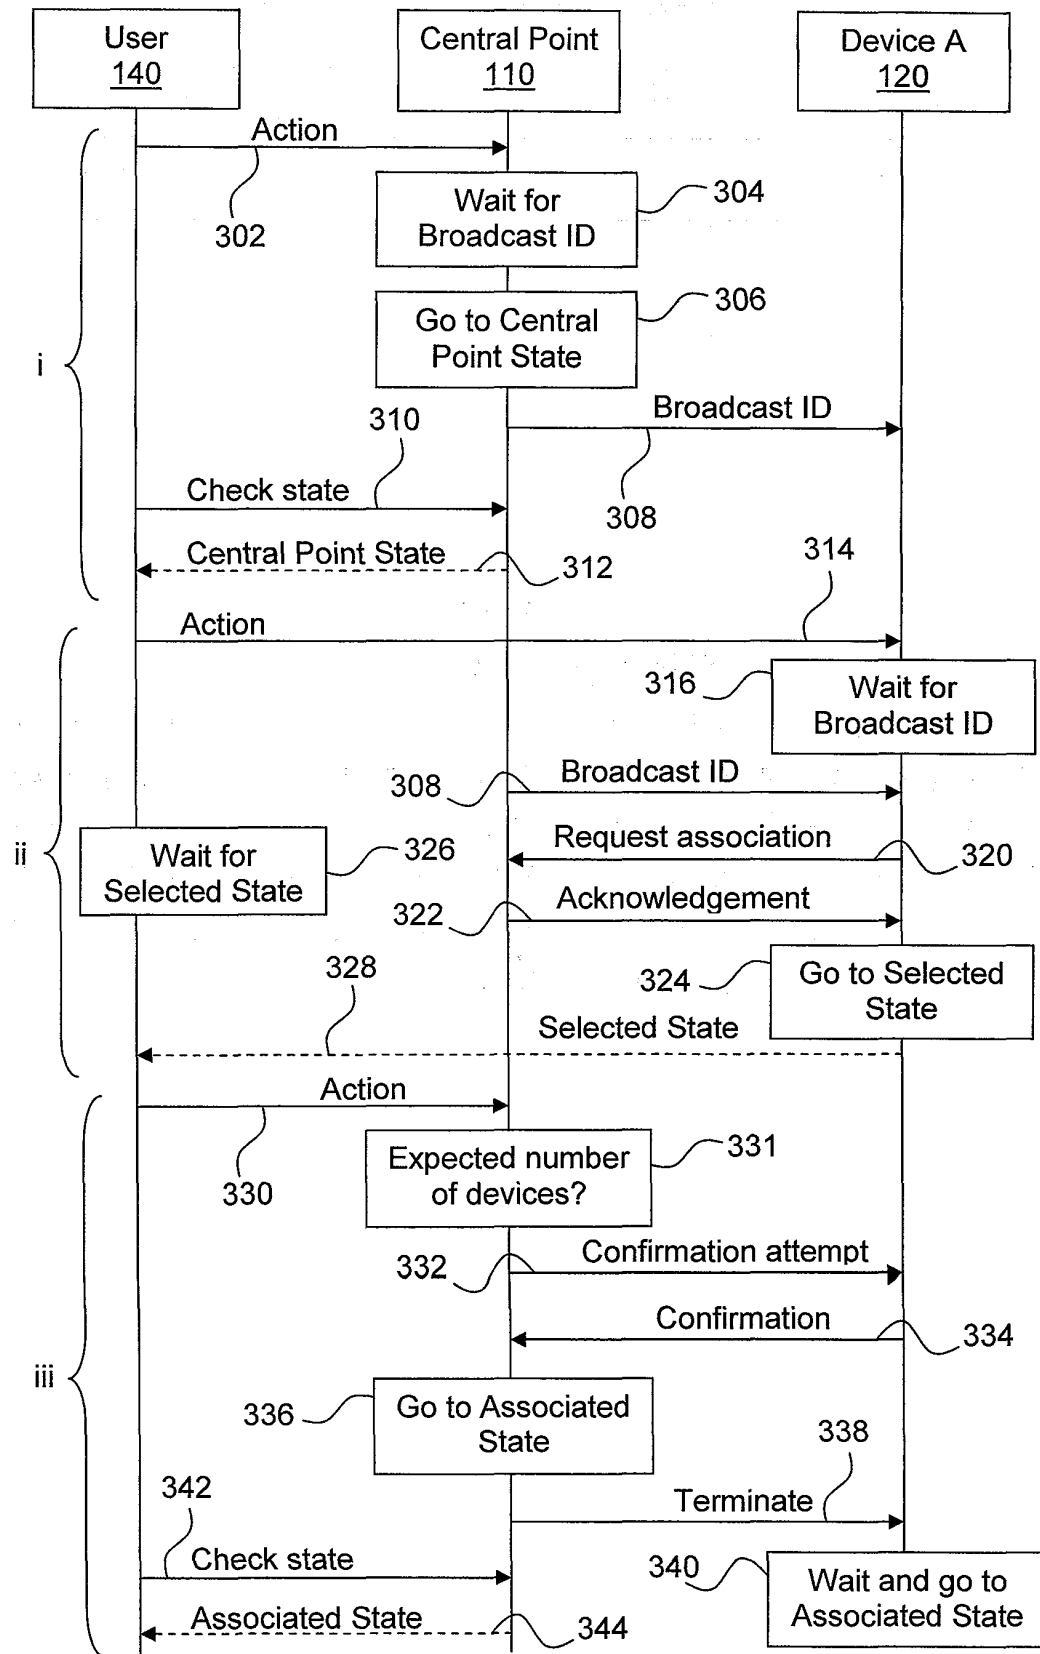 User
140
Central Point
110
Device A
120
Action
302
Wait for
Broadcast ID
304
Go to Central
Point State
306
i
Broadcast ID
308
310
Check state
Central Point State
312
314
Action
316
Wait for
Broadcast ID
308
Broadcast ID
ii
Wait for
Selected State
326
Request association
320
322
Acknowledgement
324
Go to Selected
State
328
Selected State
Action
330
Expected number
of devices?
331
332
Confirmation attempt
Confirmation
334
iii
336
Go to Associated
State
338
Terminate
342
Check state
340
Wait and go to
Associated State
Associated State
344